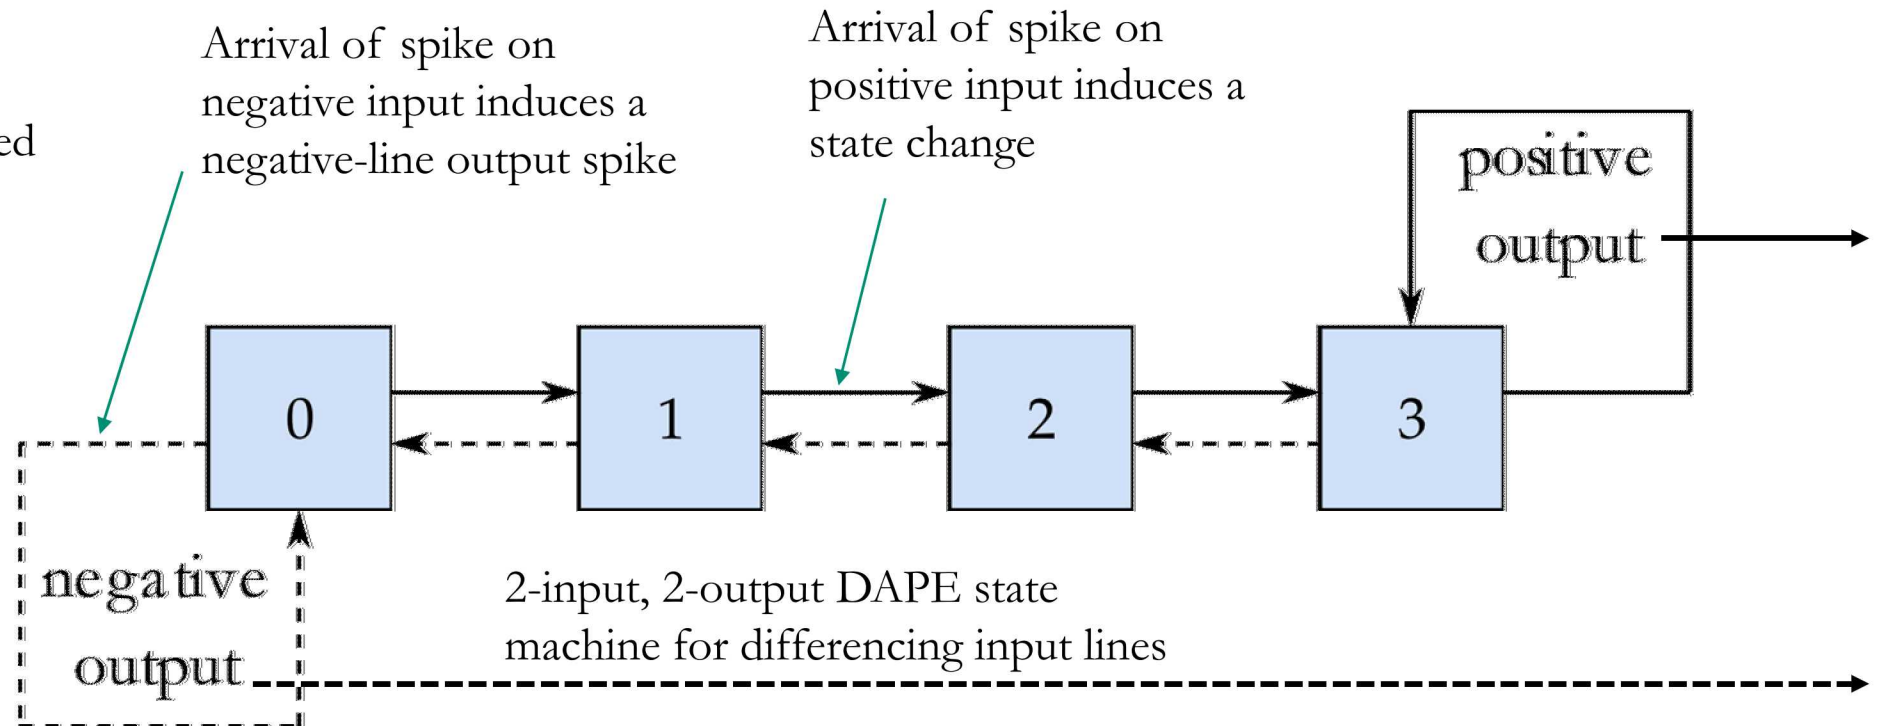 Arrival of spike on
negative input induces a
negative-line output spike
Arrival of spike on
positive input induces a
state change
ed
positive
output
0
1
2
3
negative
output
2-input, 2-output DAPE state
machine for differencing input lines